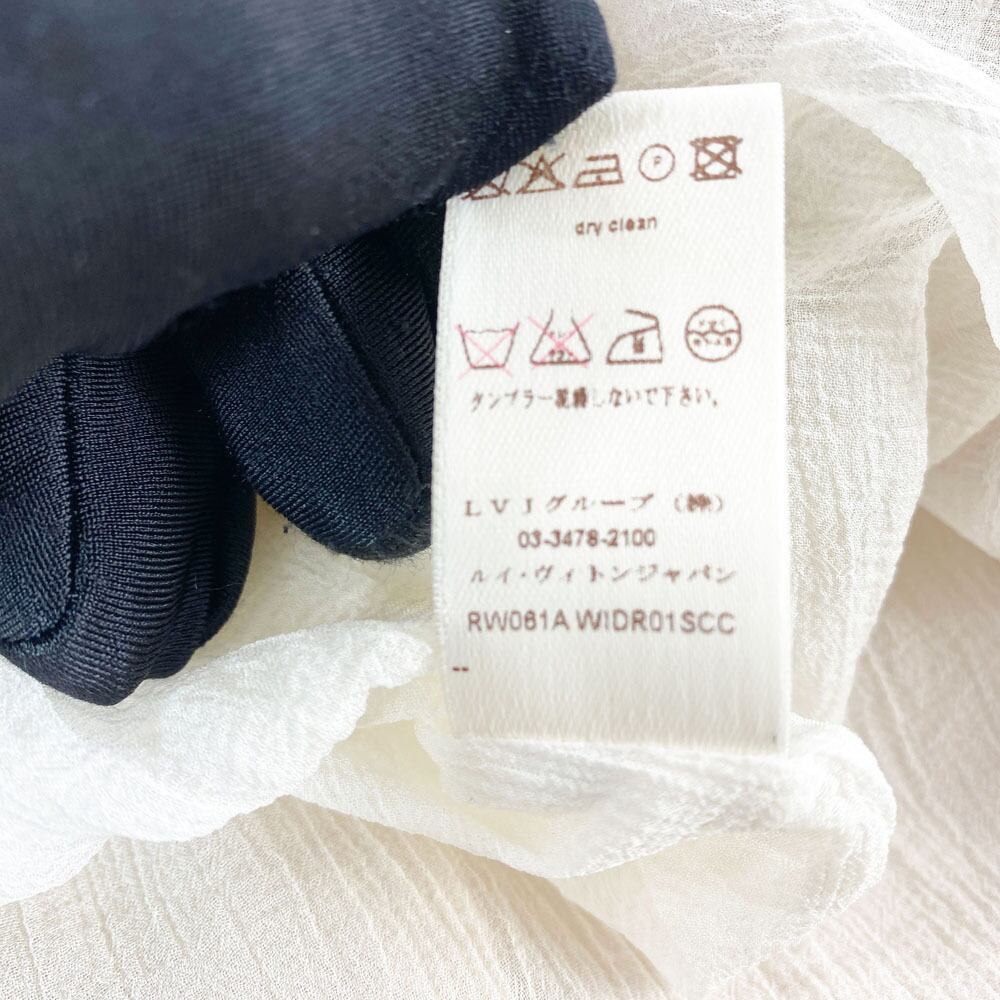 P
dry clean
タンブラー乾燥しないで下さい。
LVJグループ (株)
03-3478-2100
ルイ・ヴィトンジャパン
RW081A WIDR01SCC
--